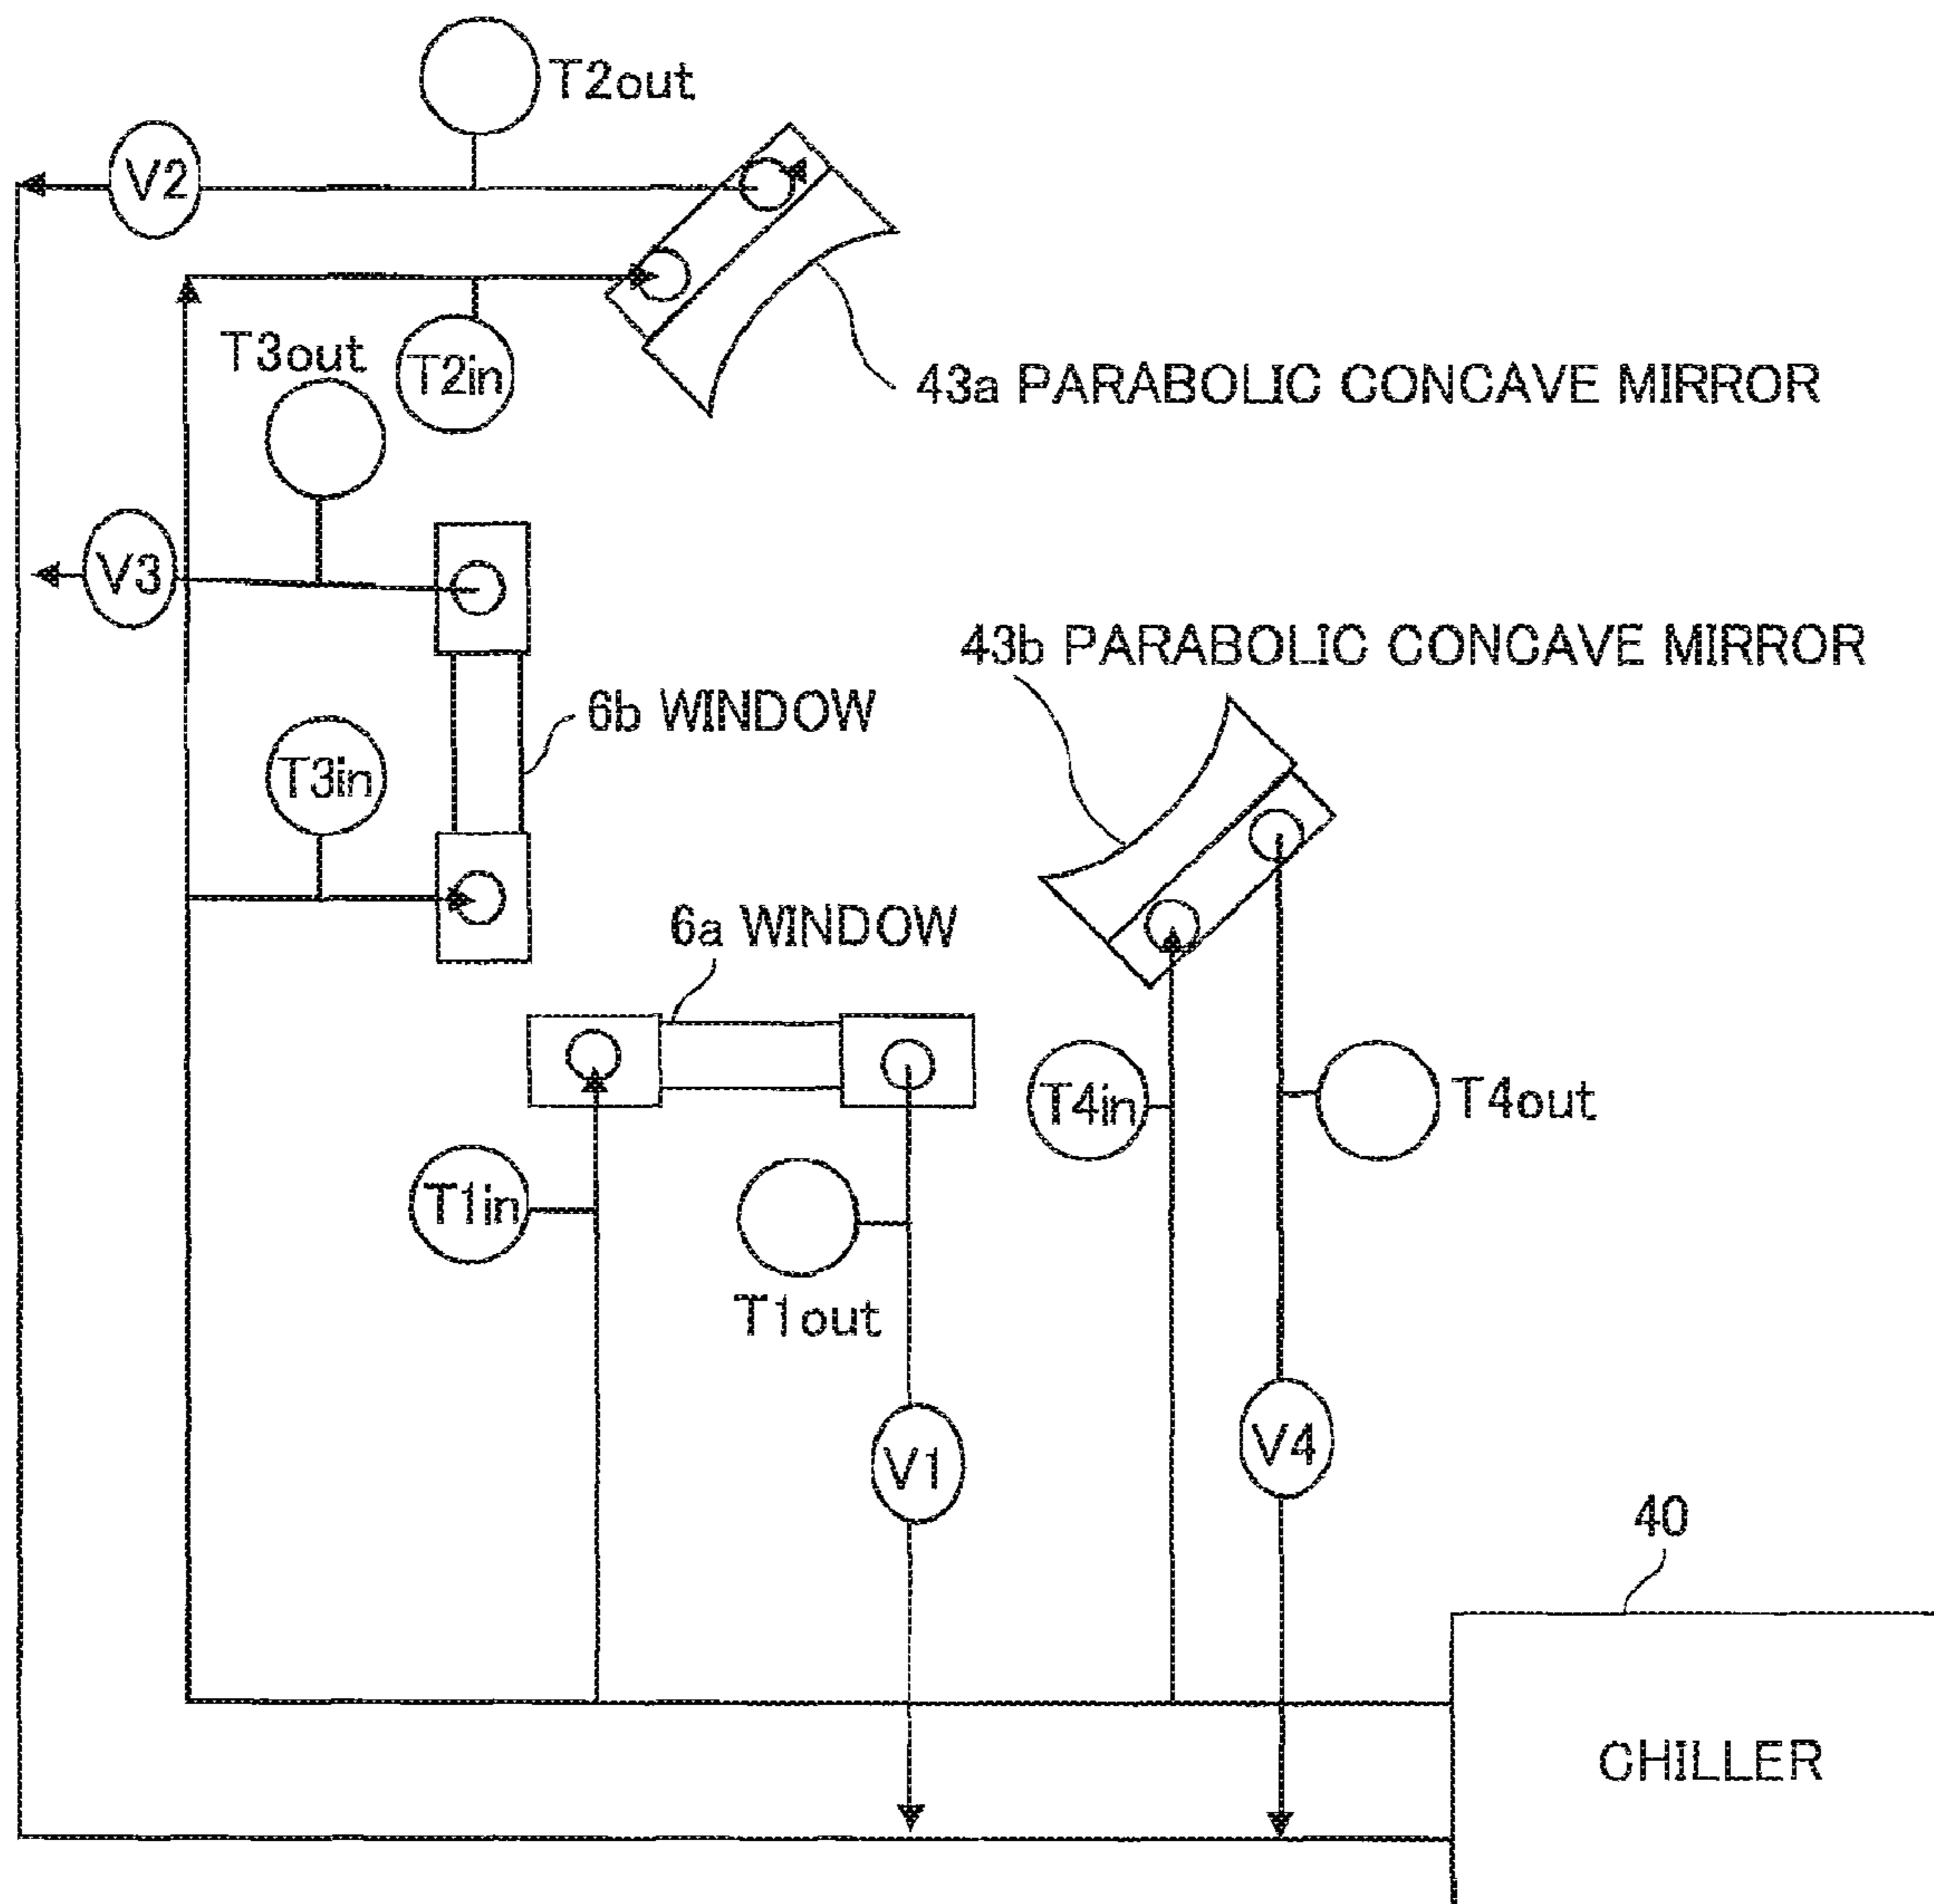 T2out
V2
T3out
T2in
43a PARABOLIC CONCAVE MIRROR
V3
43b PARABOLIC CONCAVE MIRROR
6b WINDOW
T3in
6a WINDOW
T4in
T4out
T1in
T1out
V1
V4
40
CHILLER